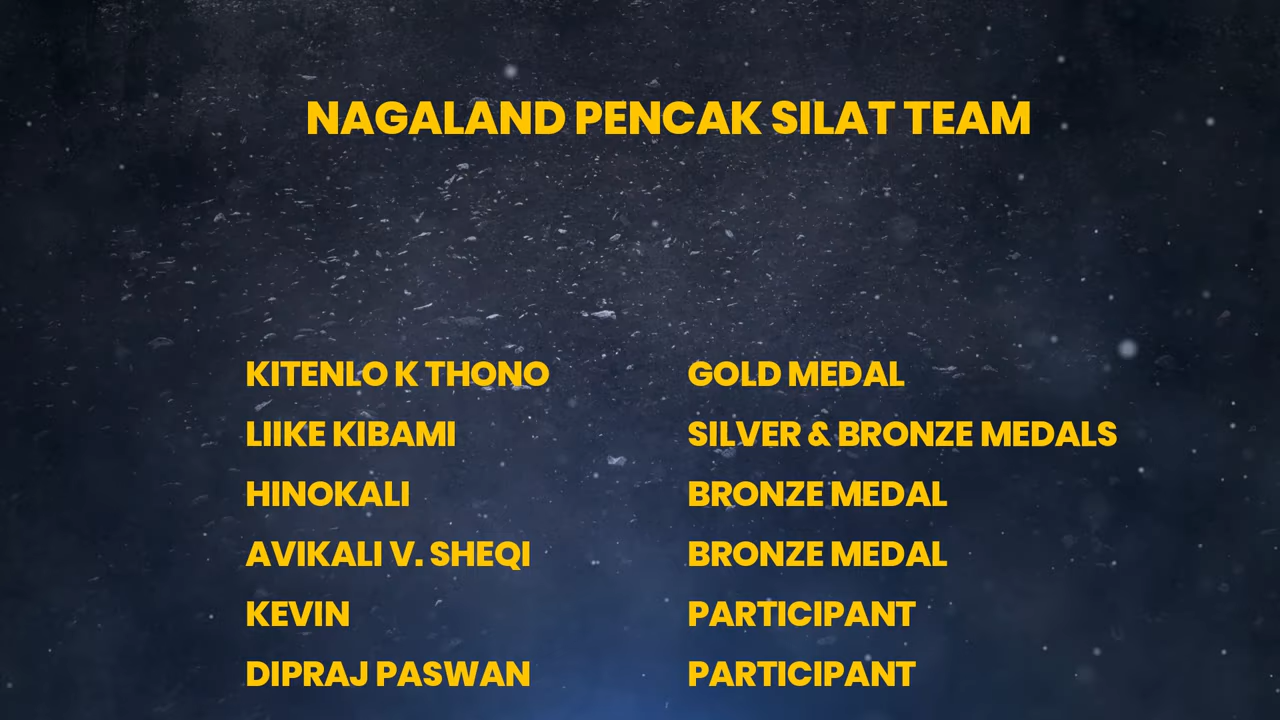 NAGALAND PENCAK SILAT TEAM
KITENLO K THONO GOLD MEDAL
LIIKE KIBAMI SILVER & BRONZE MEDALS
HINOKALI BRONZE MEDAL
AVIKALI V. SHEQI BRONZE MEDAL
KEVIN PARTICIPANT
DIPRAJ PASWAN PARTICIPANT